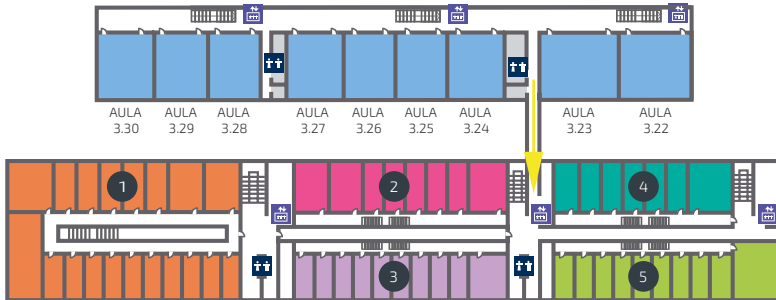 AULA 3.30
AULA 3.29
AULA 3.28
AULA 3.27
AULA 3.26
AULA 3.25
AULA 3.24
AULA 3.23
AULA 3.22
1
2
4
3
5